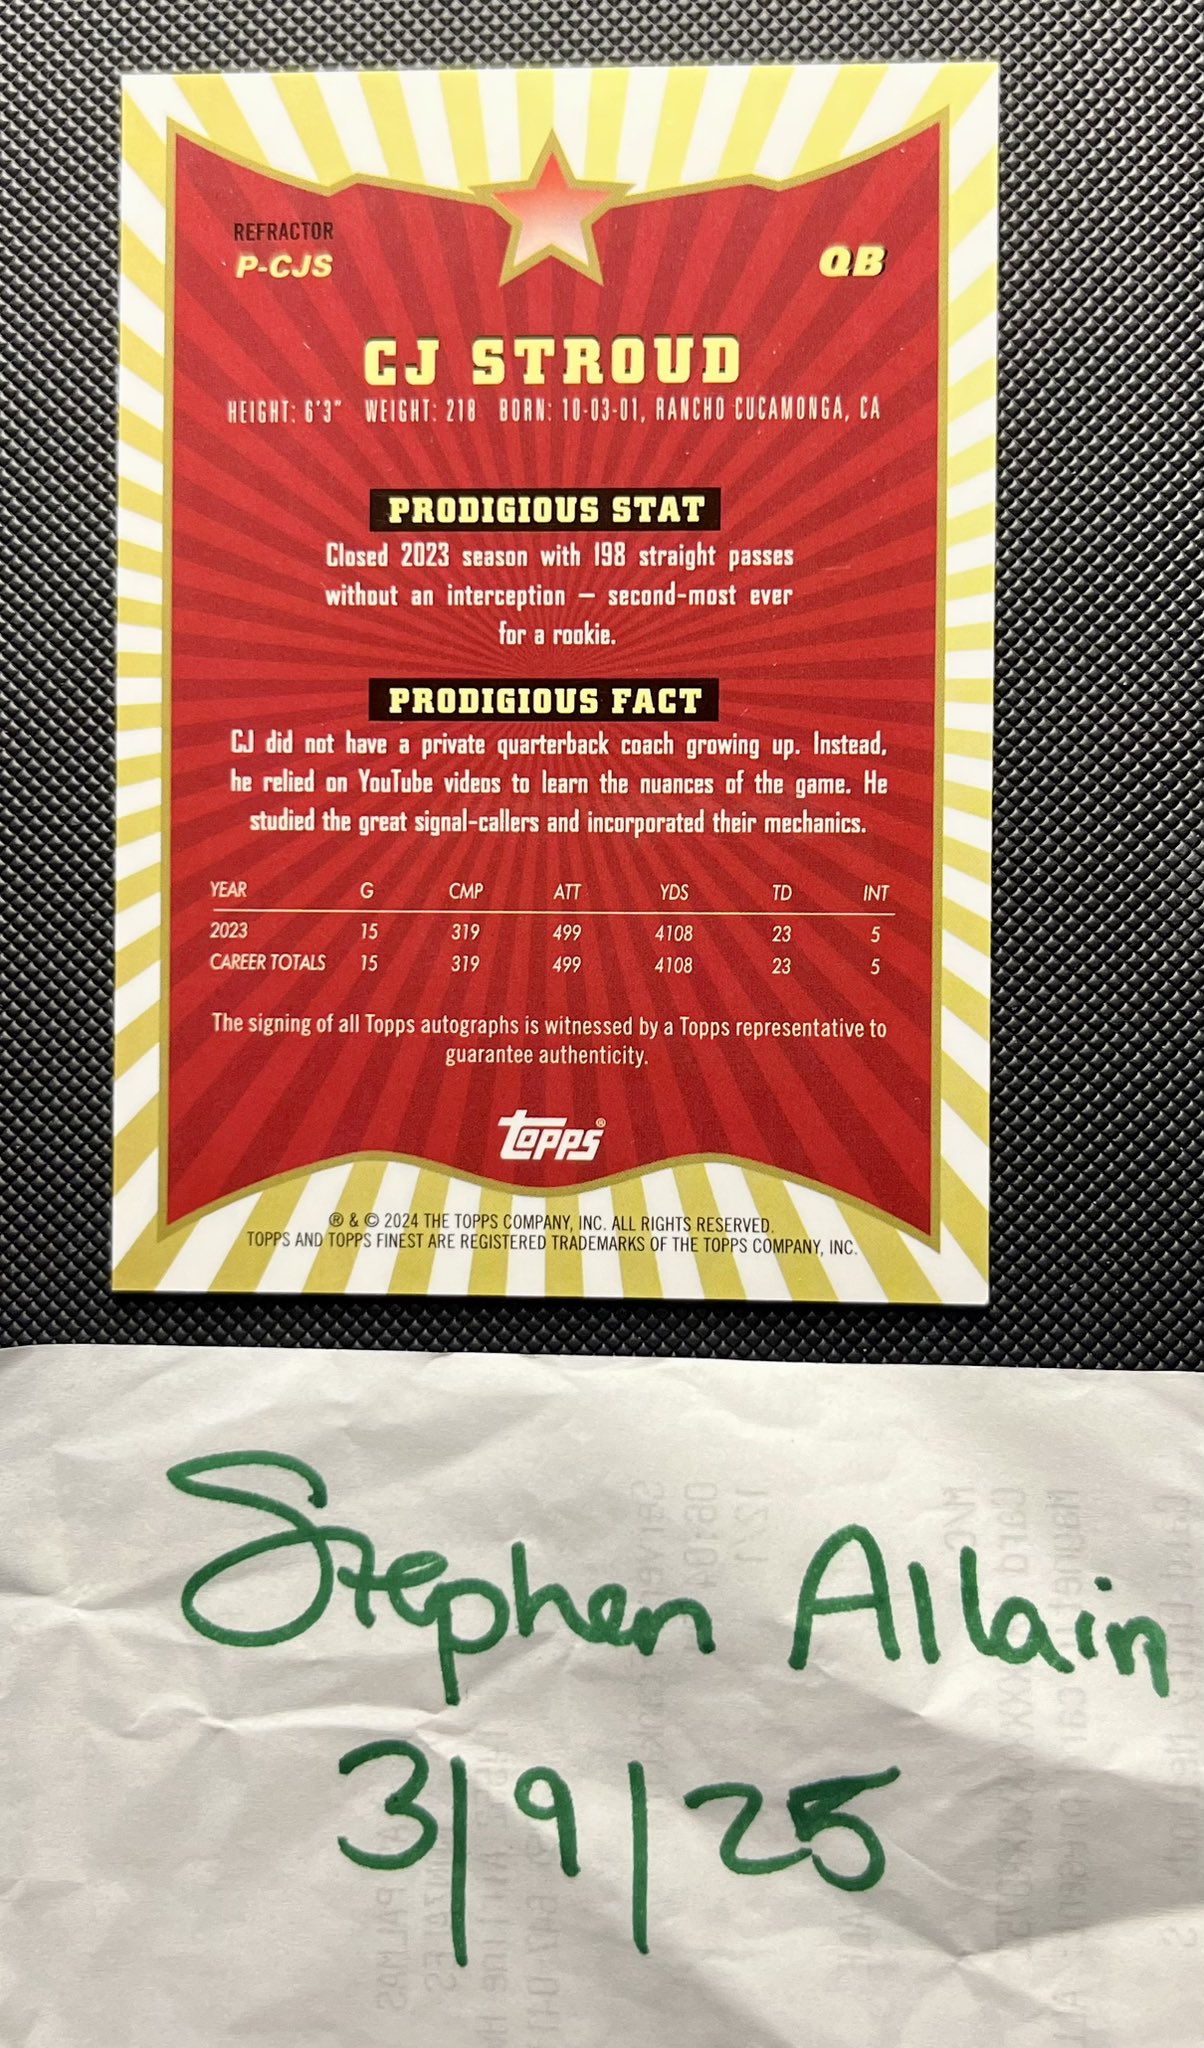 REFRACTOR
P-CJS
QB
CJ STROUD
HEIGHT: 6'3" WEIGHT: 218 BORN: 10-03-01, RANCHO CUCAMONGA, CA
PRODIGIOUS STAT
Closed 2023 season with 198 straight passes
without an interception — second-most ever
for a rookie.
PRODIGIOUS FACT
CJ did not have a private quarterback coach growing up. Instead,
he relied on YouTube videos to learn the nuances of the game. He
studied the great signal-callers and incorporated their mechanics.
YEAR G CMP ATT YDS TD INT
2023 15 319 499 4108 23 5
CAREER TOTALS 15 319 499 4108 23 5
The signing of all Topps autographs is witnessed by a Topps representative to
guarantee authenticity.
topps®
® & © 2024 THE TOPPS COMPANY, INC. ALL RIGHTS RESERVED.
TOPPS AND TOPPS FINEST ARE REGISTERED TRADEMARKS OF THE TOPPS COMPANY, INC.
Stephen Allain
3/9/25